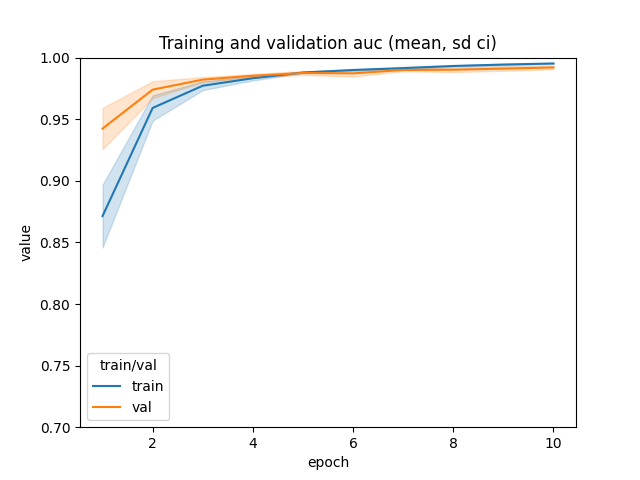 Training and validation auc (mean, sd ci)
1.00
0.95
0.90
0.85
0.80
0.75
0.70
value
train/val
train
val
2
4
6
8
10
epoch